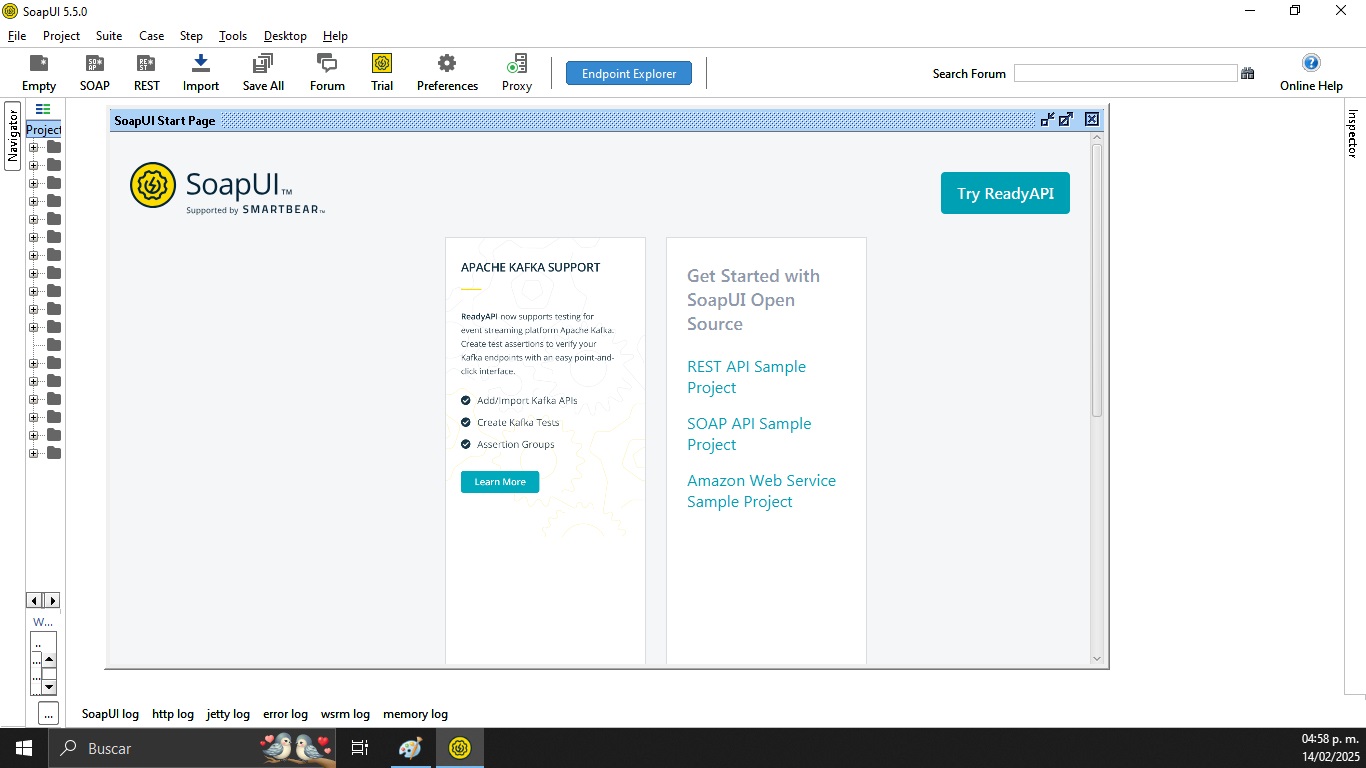 SoapUI 5.5.0
File Project Suite Case Step Tools Desktop Help
Empty SOAP REST Import Save All Forum Trial Preferences Proxy Endpoint Explorer Search Forum Online Help
Navigator
Project
Inspector
SoapUI Start Page
SoapUI™
Supported by SMARTBEAR™
Try ReadyAPI
APACHE KAFKA SUPPORT
ReadyAPI now supports testing for
event streaming platform Apache Kafka.
Create test assertions to verify your
Kafka endpoints with an easy point-and-
click interface.
Add/Import Kafka APIs
Create Kafka Tests
Assertion Groups
Learn More
Get Started with
SoapUI Open
Source
REST API Sample
Project
SOAP API Sample
Project
Amazon Web Service
Sample Project
W...
..
...
...
...
...
SoapUI log http log jetty log error log wsrm log memory log
Buscar
04:58 p. m.
14/02/2025